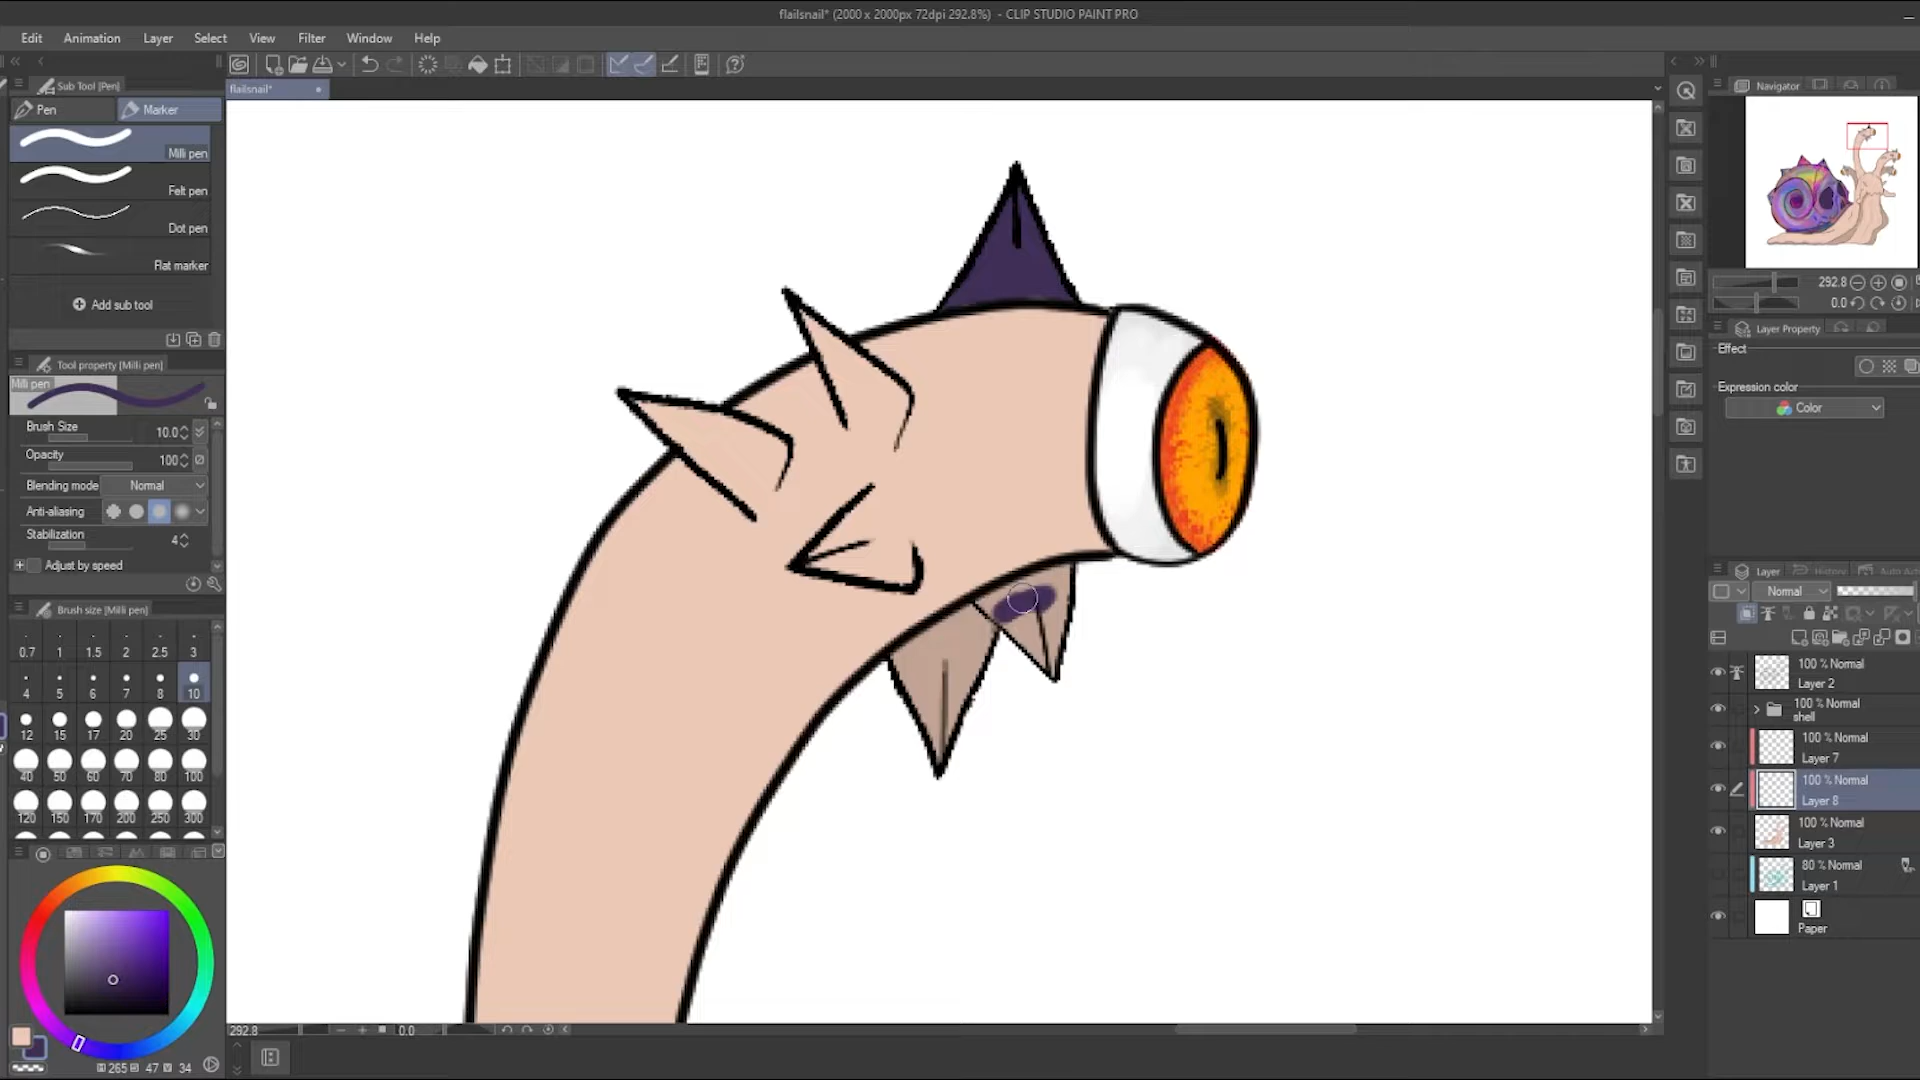 flailsnail* (2000 x 2000px 72dpi 292.8%) - CLIP STUDIO PAINT PRO
Edit Animation Layer Select View Filter Window Help
Sub Tool [Pen]
flailsnail*
Navigator
Pen Marker
Milli pen
Felt pen
Dot pen
Flat marker
Add sub tool
292.8
0.0
Layer Property
Effect
Expression color
Color
Tool property [Milli pen]
Milli pen
Brush Size 10.0
Opacity 100
Blending mode Normal
Anti-aliasing
Stabilization 4
Adjust by speed
Brush size [Milli pen]
0.7 1 1.5 2 2.5 3
4 5 6 7 8 10
12 15 17 20 25 30
40 50 60 70 80 100
120 150 170 200 250 300
Layer History Auto Act
Normal
100 % Normal
Layer 2
100 % Normal
shell
100 % Normal
Layer 7
100 % Normal
Layer 8
100 % Normal
Layer 3
80 % Normal
Layer 1
Paper
292.8 0.0
265 47 34